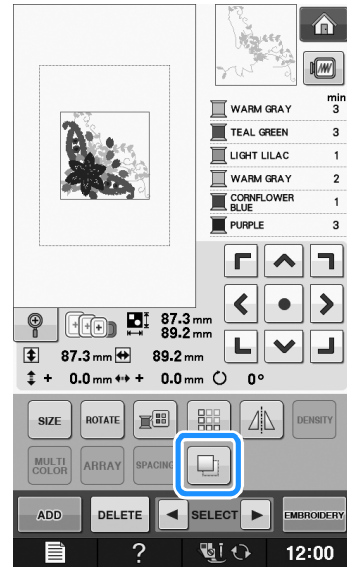 min
WARM GRAY 3
TEAL GREEN 3
LIGHT LILAC 1
WARM GRAY 2
CORNFLOWER
BLUE 1
PURPLE 3
87.3 mm
89.2 mm
87.3 mm 89.2 mm
+ 0.0 mm + 0.0 mm 0°
SIZE ROTATE DENSITY
MULTI
COLOR ARRAY SPACING
ADD DELETE SELECT EMBROIDERY
? 12:00